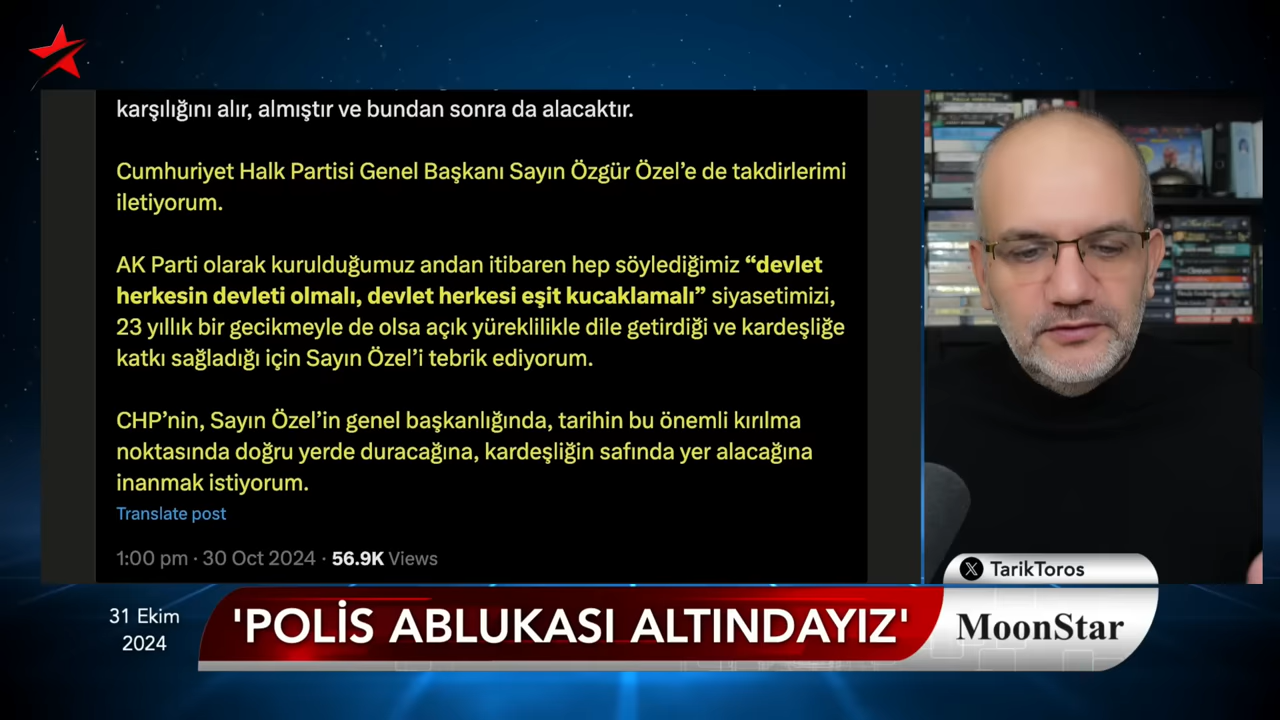 karşılığını alır, almıştır ve bundan sonra da alacaktır.
Cumhuriyet Halk Partisi Genel Başkanı Sayın Özgür Özel’e de takdirlerimi
iletiyorum.
AK Parti olarak kurulduğumuz andan itibaren hep söylediğimiz “devlet
herkesin devleti olmalı, devlet herkesi eşit kucaklamalı” siyasetimizi,
23 yıllık bir gecikmeyle de olsa açık yüreklilikle dile getirdiği ve kardeşliğe
katkı sağladığı için Sayın Özel’i tebrik ediyorum.
CHP’nin, Sayın Özel’in genel başkanlığında, tarihin bu önemli kırılma
noktasında doğru yerde duracağına, kardeşliğin safında yer alacağına
inanmak istiyorum.
Translate post
1:00 pm · 30 Oct 2024 · 56.9K Views
TarikToros
MoonStar
31 Ekim
2024
'POLİS ABLUKASI ALTINDAYIZ'